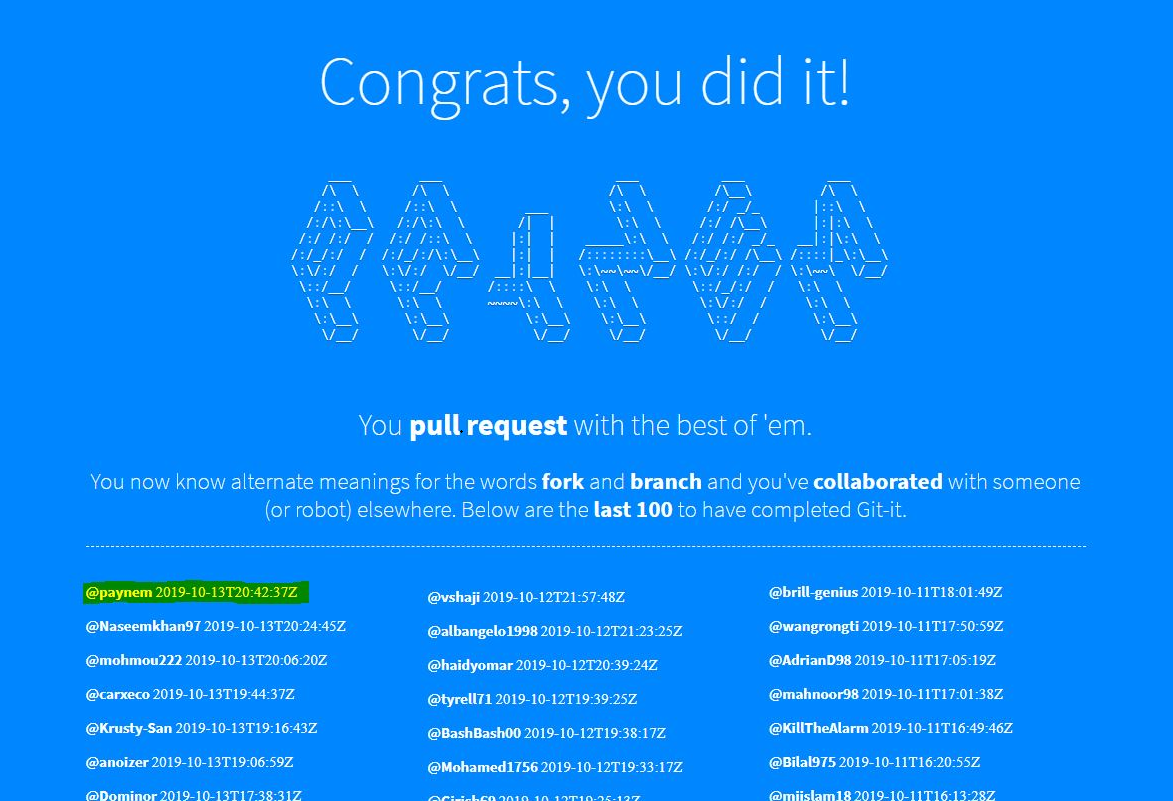 Congrats, you did it!
You pull request with the best of 'em.
You now know alternate meanings for the words fork and branch and you've collaborated with someone
(or robot) elsewhere. Below are the last 100 to have completed Git-it.
@paynem 2019-10-13T20:42:37Z
@Naseemkhan97 2019-10-13T20:24:45Z
@mohmou222 2019-10-13T20:06:20Z
@carxeco 2019-10-13T19:44:37Z
@Krusty-San 2019-10-13T19:16:43Z
@anoizer 2019-10-13T19:06:59Z
@Dominor 2019-10-13T17:38:31Z
@vshaji 2019-10-12T21:57:48Z
@albangelo1998 2019-10-12T21:23:25Z
@haidyomar 2019-10-12T20:39:24Z
@tyrell71 2019-10-12T19:39:25Z
@BashBash00 2019-10-12T19:38:17Z
@Mohamed1756 2019-10-12T19:33:17Z
@brill-genius 2019-10-11T18:01:49Z
@wangrongti 2019-10-11T17:50:59Z
@AdrianD98 2019-10-11T17:05:19Z
@mahnoor98 2019-10-11T17:01:38Z
@KillTheAlarm 2019-10-11T16:49:46Z
@Bilal975 2019-10-11T16:20:55Z
2019-10-11T16:13:28Z